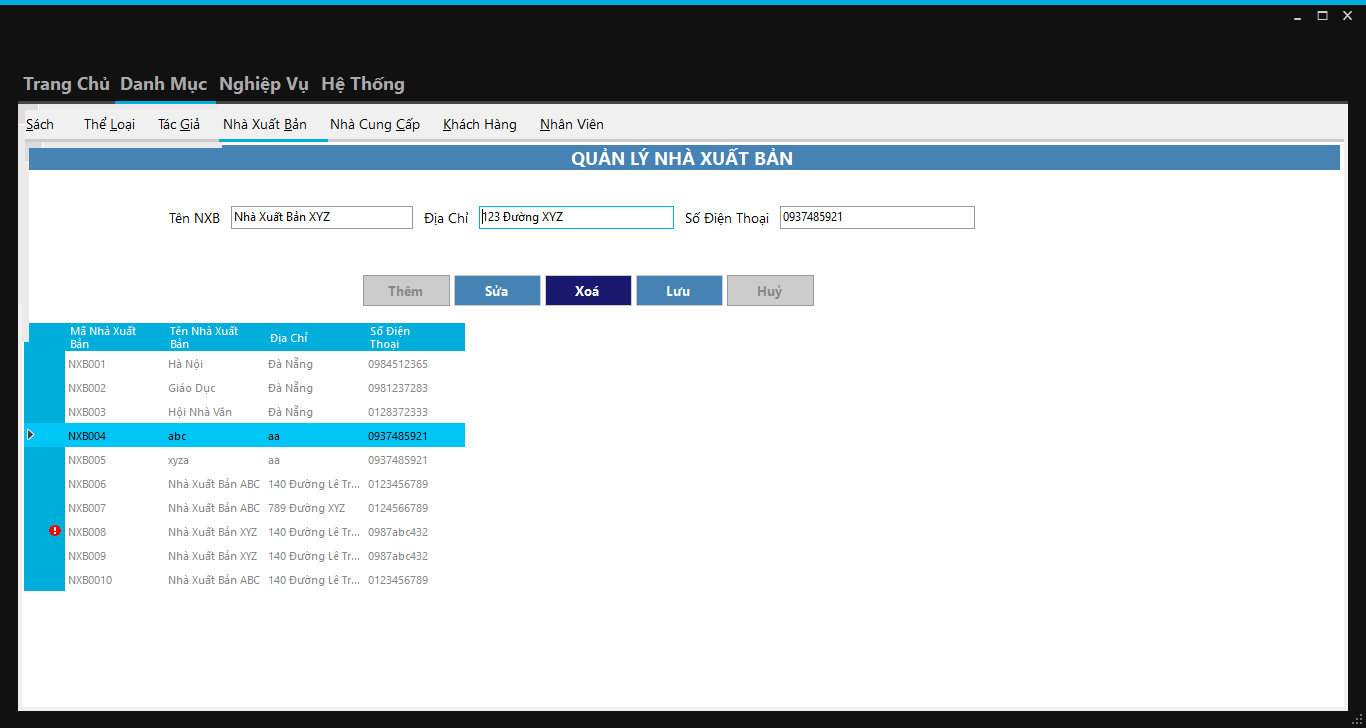 Trang Chủ Danh Mục Nghiệp Vụ Hệ Thống
Sách Thể Loại Tác Giả Nhà Xuất Bản Nhà Cung Cấp Khách Hàng Nhân Viên
QUẢN LÝ NHÀ XUẤT BẢN
Tên NXB Nhà Xuất Bản XYZ Địa Chỉ 123 Đường XYZ Số Điện Thoại 0937485921
Thêm Sửa Xoá Lưu Huỷ
Mã Nhà Xuất Bản Tên Nhà Xuất Bản Địa Chỉ Số Điện Thoại
NXB001 Hà Nội Đà Nẵng 0984512365
NXB002 Giáo Dục Đà Nẵng 0981237283
NXB003 Hội Nhà Văn Đà Nẵng 0128372333
NXB004 abc aa 0937485921
NXB005 xyza aa 0937485921
NXB006 Nhà Xuất Bản ABC 140 Đường Lê Tr... 0123456789
NXB007 Nhà Xuất Bản ABC 789 Đường XYZ 0124566789
NXB008 Nhà Xuất Bản XYZ 140 Đường Lê Tr... 0987abc432
NXB009 Nhà Xuất Bản XYZ 140 Đường Lê Tr... 0987abc432
NXB0010 Nhà Xuất Bản ABC 140 Đường Lê Tr... 0123456789